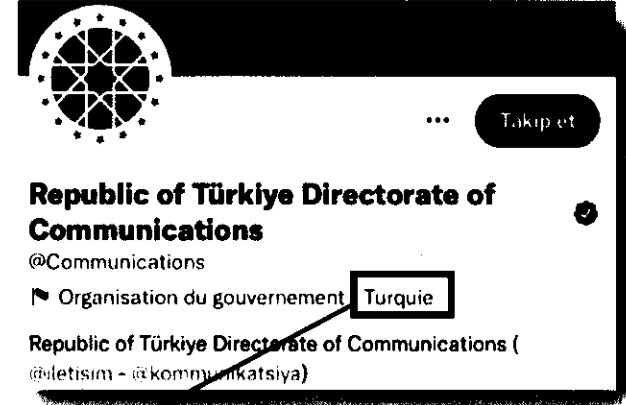 Takip et
Republic of Türkiye Directorate of
Communications
@Communications
Organisation du gouvernement Turquie
Republic of Türkiye Directorate of Communications (
@iletisim - @kommunikatsiya)